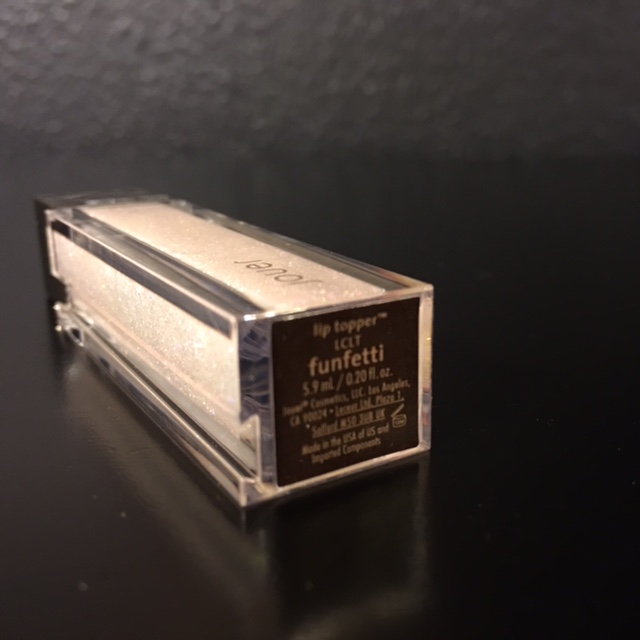 Jouer
lip topper™
LCLT
funfetti
5.9 mL / 0.20 fl. oz.
Jouer® Cosmetics, LLC. Los Angeles,
CA 90024 •
Made in the USA of US and
Imported Components